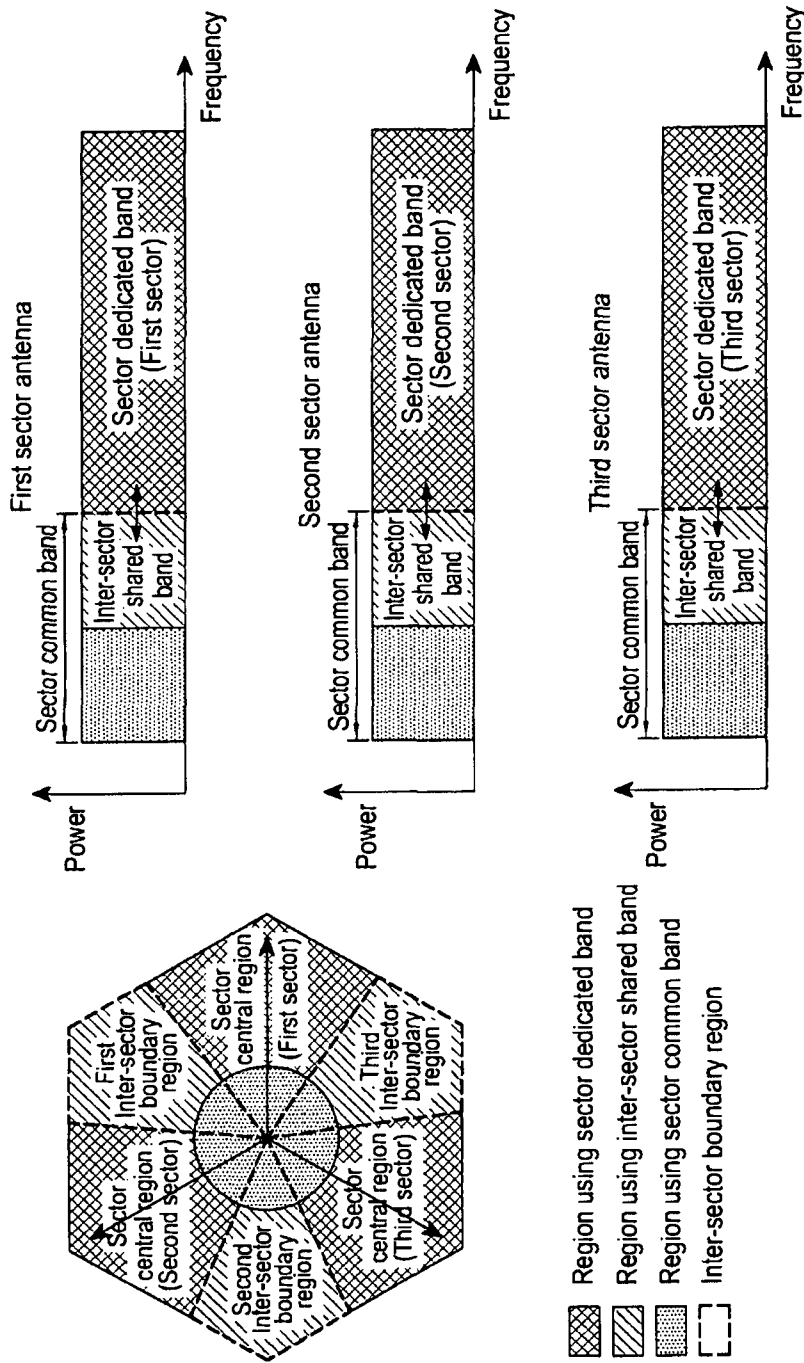 First
Inter-sector
boundary
region
Sector
central region
(First sector)
Third
Inter-sector
boundary
region
Sector
central region
(Second sector)
Second
Inter-sector
boundary
region
Sector
central region
(Third sector)
Region using sector dedicated band
Region using inter-sector shared band
Region using sector common band
Inter-sector boundary region
First sector antenna
Power
Sector common band
Inter-sector
shared
band
Sector dedicated band
(First sector)
Frequency
Second sector antenna
Power
Sector common band
Inter-sector
shared
band
Sector dedicated band
(Second sector)
Frequency
Third sector antenna
Power
Sector common band
Inter-sector
shared
band
Sector dedicated band
(Third sector)
Frequency